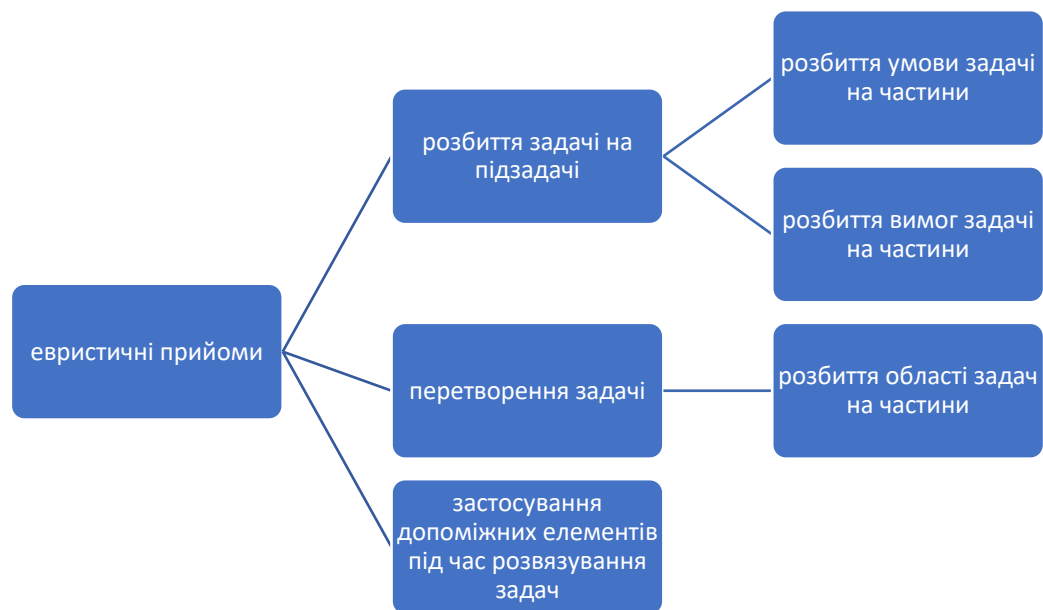 евристичні прийоми
розбиття задачі на
підзадачі
розбиття умови задачі
на частини
розбиття вимог задачі
на частини
перетворення задачі
розбиття області задач
на частини
застосування
допоміжних елементів
під час розвязування
задач